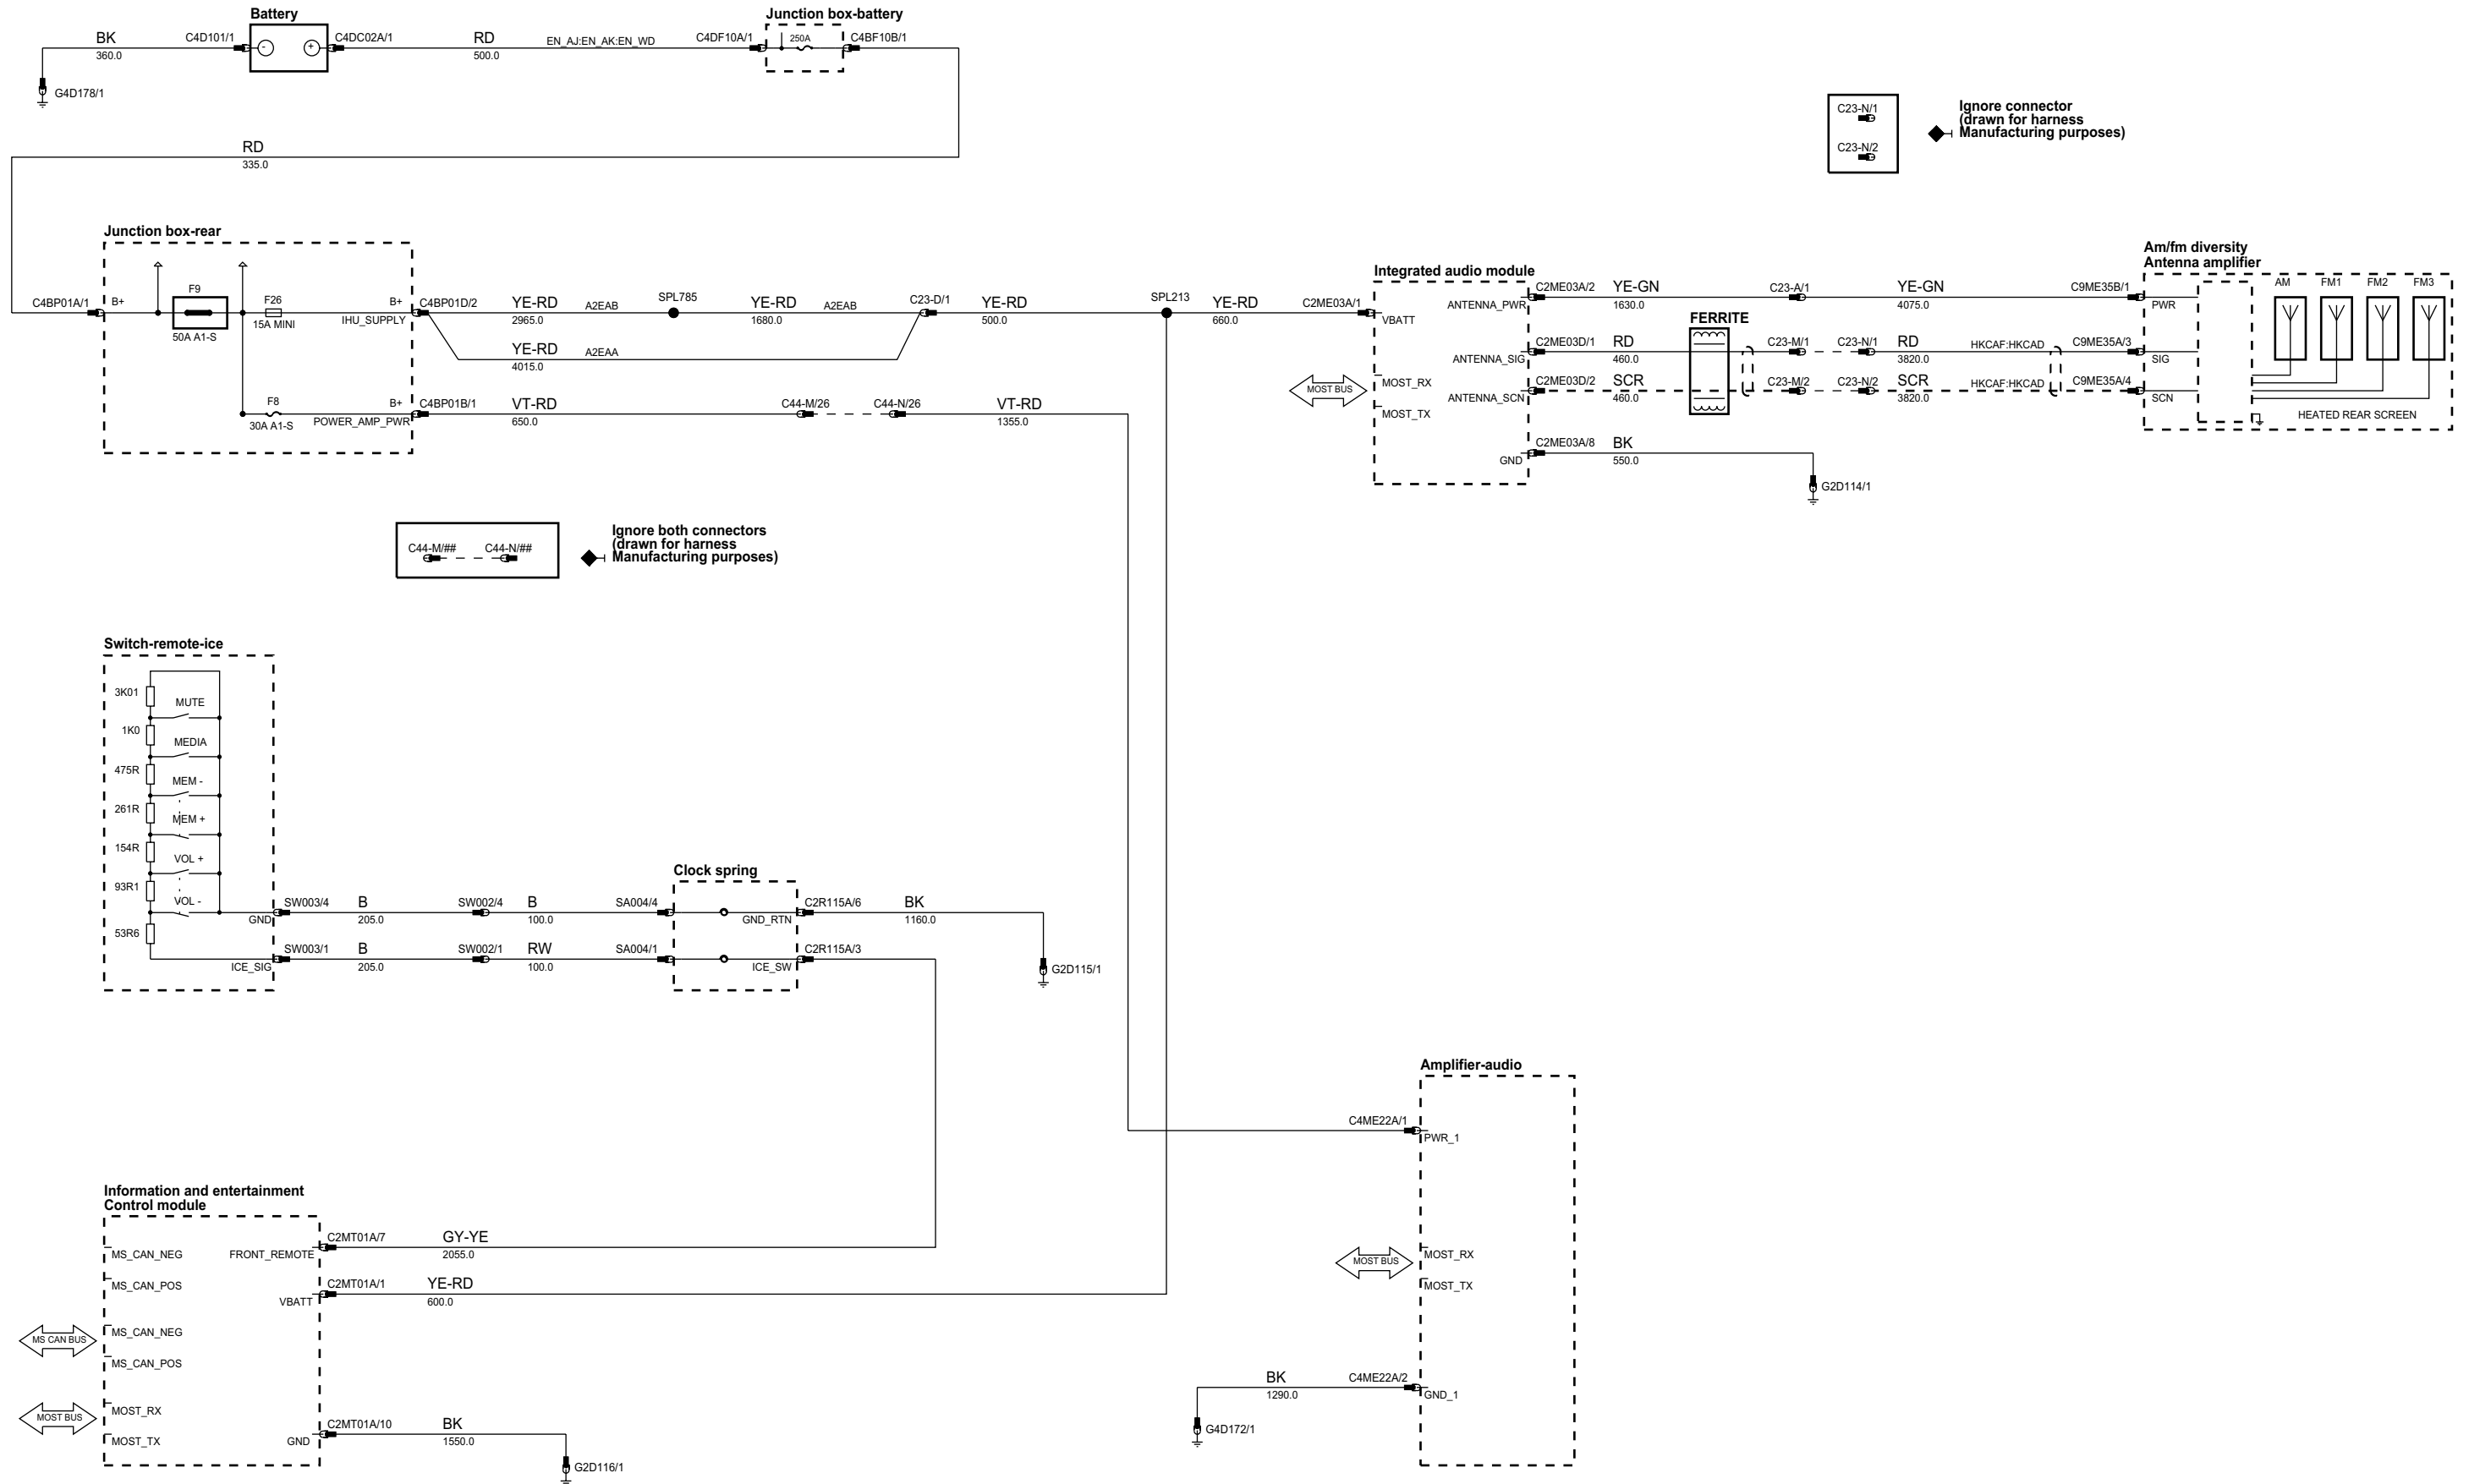 Battery
Junction box-battery
BK
360.0
C4D101/1
-
+
C4DC02A/1
RD
500.0
EN_AJ:EN_AK:EN_WD
C4DF10A/1
250A
C4BF10B/1
G4D178/1
RD
335.0
C23-N/1
C23-N/2
Ignore connector
(drawn for harness
Manufacturing purposes)
Junction box-rear
C4BP01A/1
B+
F9
50A A1-S
F26
15A MINI
B+
IHU_SUPPLY
C4BP01D/2
YE-RD
2965.0
A2EAB
SPL785
YE-RD
1680.0
A2EAB
C23-D/1
YE-RD
500.0
SPL213
YE-RD
660.0
C2ME03A/1
YE-RD
4015.0
A2EAA
F8
30A A1-S
B+
POWER_AMP_PWR
C4BP01B/1
VT-RD
650.0
C44-M/26
C44-N/26
VT-RD
1355.0
Integrated audio module
VBATT
MOST BUS
MOST_RX
MOST_TX
ANTENNA_PWR
ANTENNA_SIG
ANTENNA_SCN
GND
C2ME03A/2
YE-GN
1630.0
C23-A/1
YE-GN
4075.0
C9ME35B/1
FERRITE
C2ME03D/1
RD
460.0
C23-M/1
C23-N/1
RD
3820.0
HKCAF:HKCAD
C9ME35A/3
C2ME03D/2
SCR
460.0
C23-M/2
C23-N/2
SCR
3820.0
HKCAF:HKCAD
C9ME35A/4
C2ME03A/8
BK
550.0
G2D114/1
Am/fm diversity
Antenna amplifier
PWR
SIG
SCN
AM
FM1
FM2
FM3
HEATED REAR SCREEN
C44-M/##
C44-N/##
Ignore both connectors
(drawn for harness
Manufacturing purposes)
Switch-remote-ice
3K01
MUTE
1K0
MEDIA
475R
MEM -
261R
MEM +
154R
VOL +
93R1
VOL -
53R6
GND
ICE_SIG
SW003/4
B
205.0
SW002/4
B
100.0
SA004/4
SW003/1
B
205.0
SW002/1
RW
100.0
SA004/1
Clock spring
GND_RTN
ICE_SW
C2R115A/6
BK
1160.0
C2R115A/3
G2D115/1
Amplifier-audio
C4ME22A/1
PWR_1
MOST BUS
MOST_RX
MOST_TX
BK
1290.0
C4ME22A/2
GND_1
G4D172/1
Information and entertainment
Control module
MS_CAN_NEG
MS_CAN_POS
MS CAN BUS
MS_CAN_NEG
MS_CAN_POS
MOST BUS
MOST_RX
MOST_TX
FRONT_REMOTE
VBATT
GND
C2MT01A/7
GY-YE
2055.0
C2MT01A/1
YE-RD
600.0
C2MT01A/10
BK
1550.0
G2D116/1